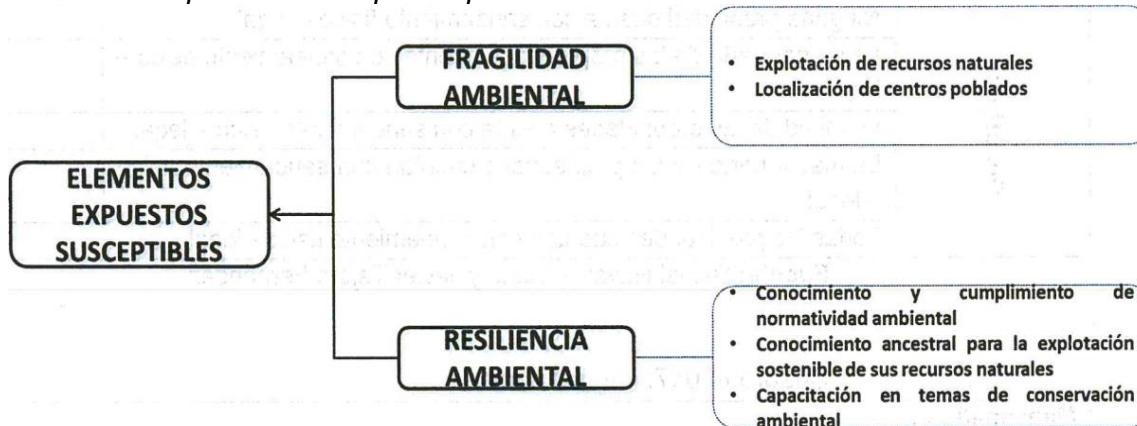 FRAGILIDAD
AMBIENTAL
• Explotación de recursos naturales
• Localización de centros poblados
ELEMENTOS
EXPUESTOS
SUSCEPTIBLES
RESILIENCIA
AMBIENTAL
• Conocimiento y cumplimiento de
normatividad ambiental
• Conocimiento ancestral para la explotación
sostenible de sus recursos naturales
• Capacitación en temas de conservación
ambiental